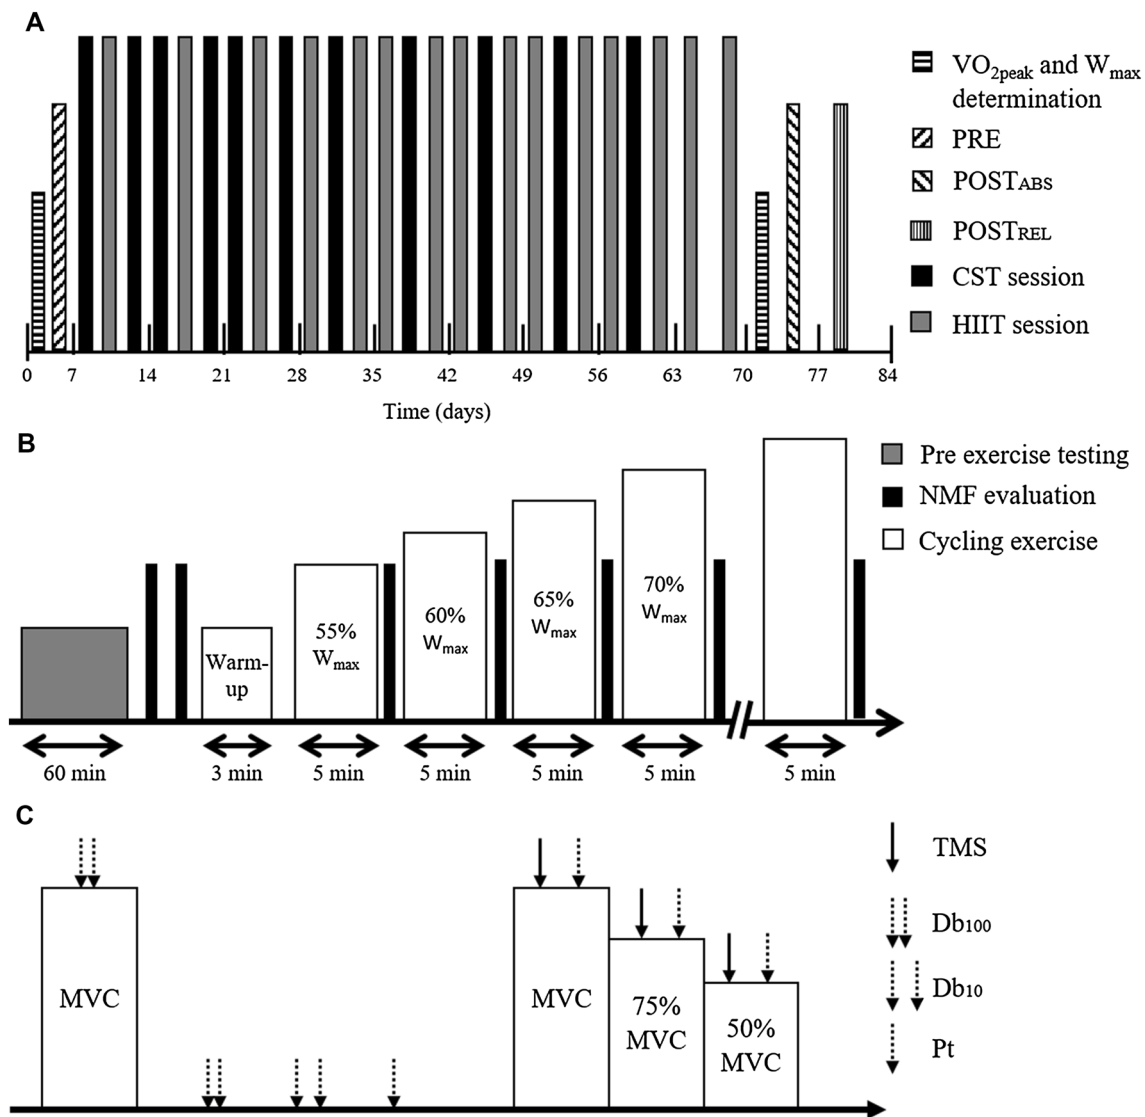 A
VO2peak and Wmax
determination
PRE
POSTABS
POSTREL
CST session
HIIT session
0 7 14 21 28 35 42 49 56 63 70 77 84
Time (days)
B
Pre exercise testing
NMF evaluation
Cycling exercise
Warm-
up
55%
Wmax
60%
Wmax
65%
Wmax
70%
Wmax
60 min 3 min 5 min 5 min 5 min 5 min 5 min
C
TMS
Db100
Db10
Pt
MVC
MVC
75%
MVC
50%
MVC